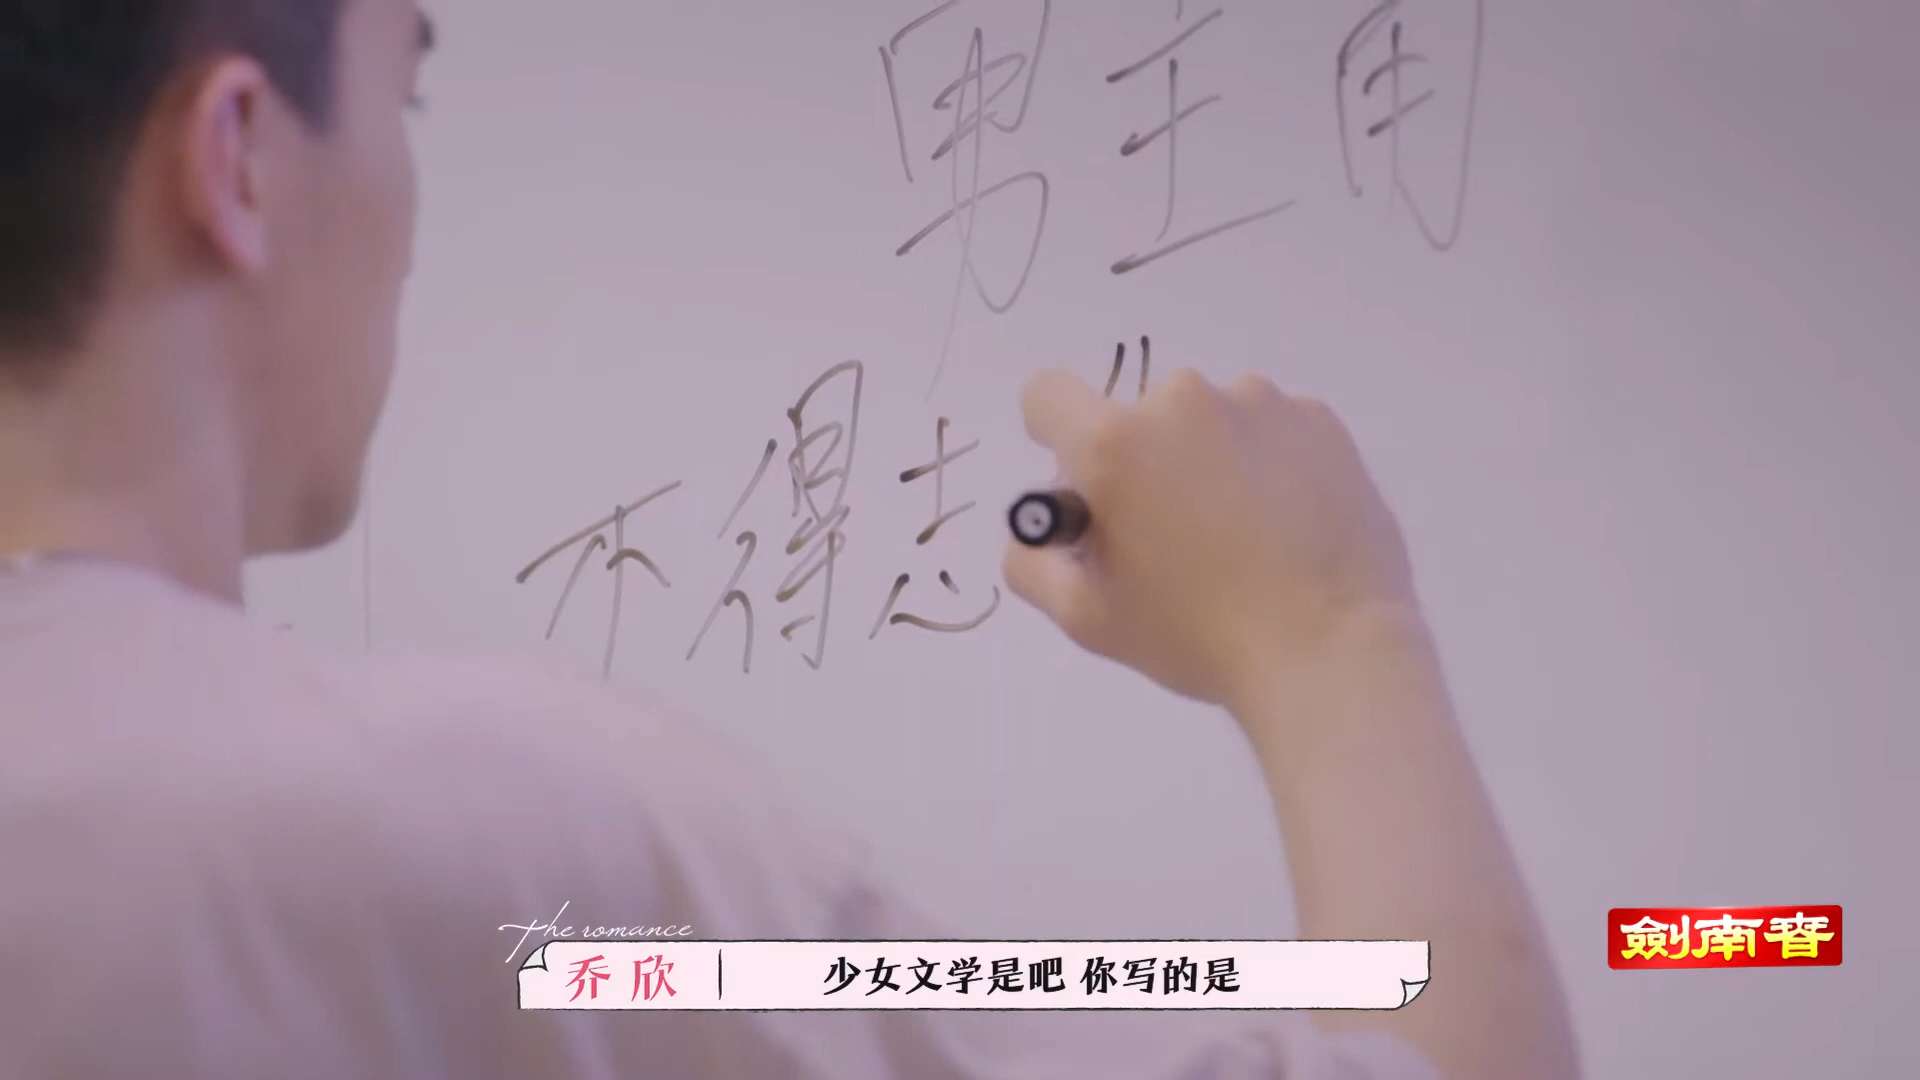 男主用
不得志
The romance
乔欣
少女文学是吧 你写的是
劍南春